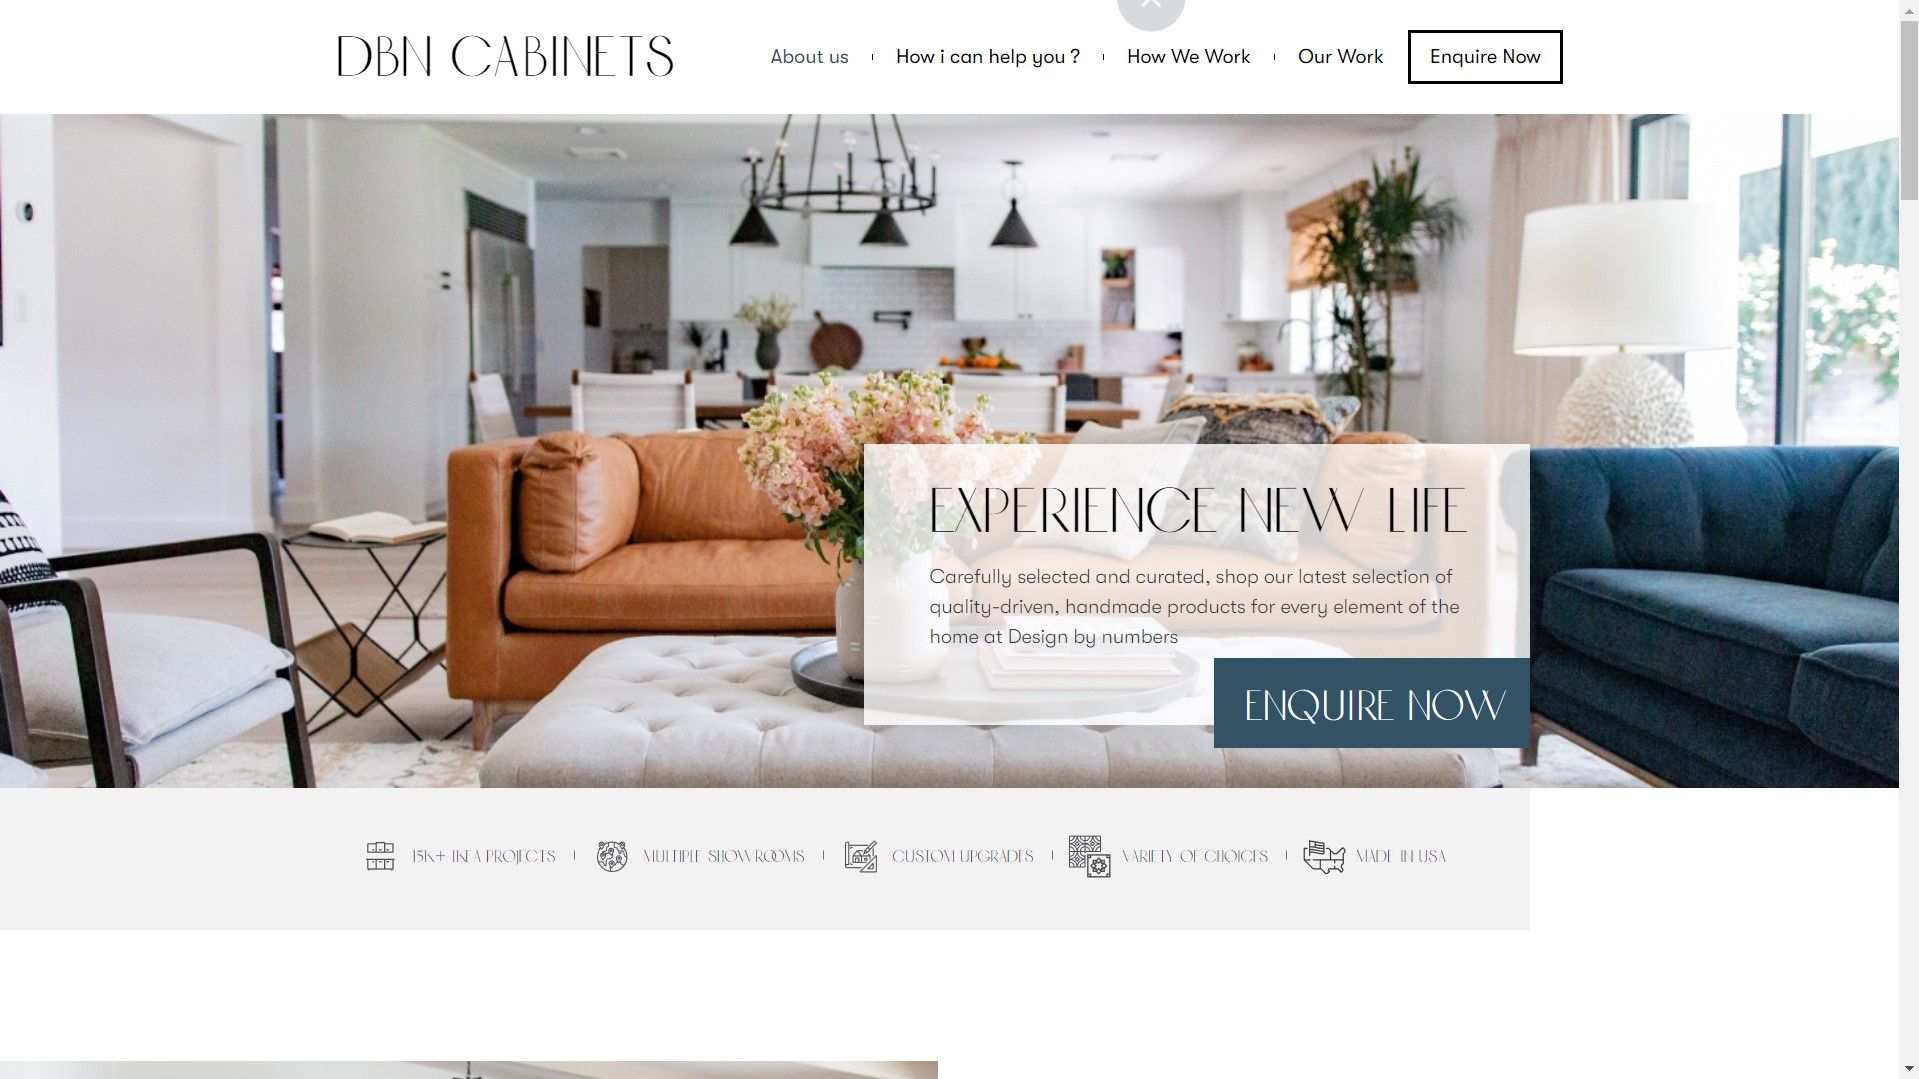 DBN CABINETS
About us
How i can help you ?
How We Work
Our Work
Enquire Now
EXPERIENCE NEW LIFE
Carefully selected and curated, shop our latest selection of
quality-driven, handmade products for every element of the
home at Design by numbers
ENQUIRE NOW
15K+ IKEA PROJECTS
MULTIPLE SHOWROOMS
CUSTOM UPGRADES
VARIETY OF CHOICES
MADE IN USA